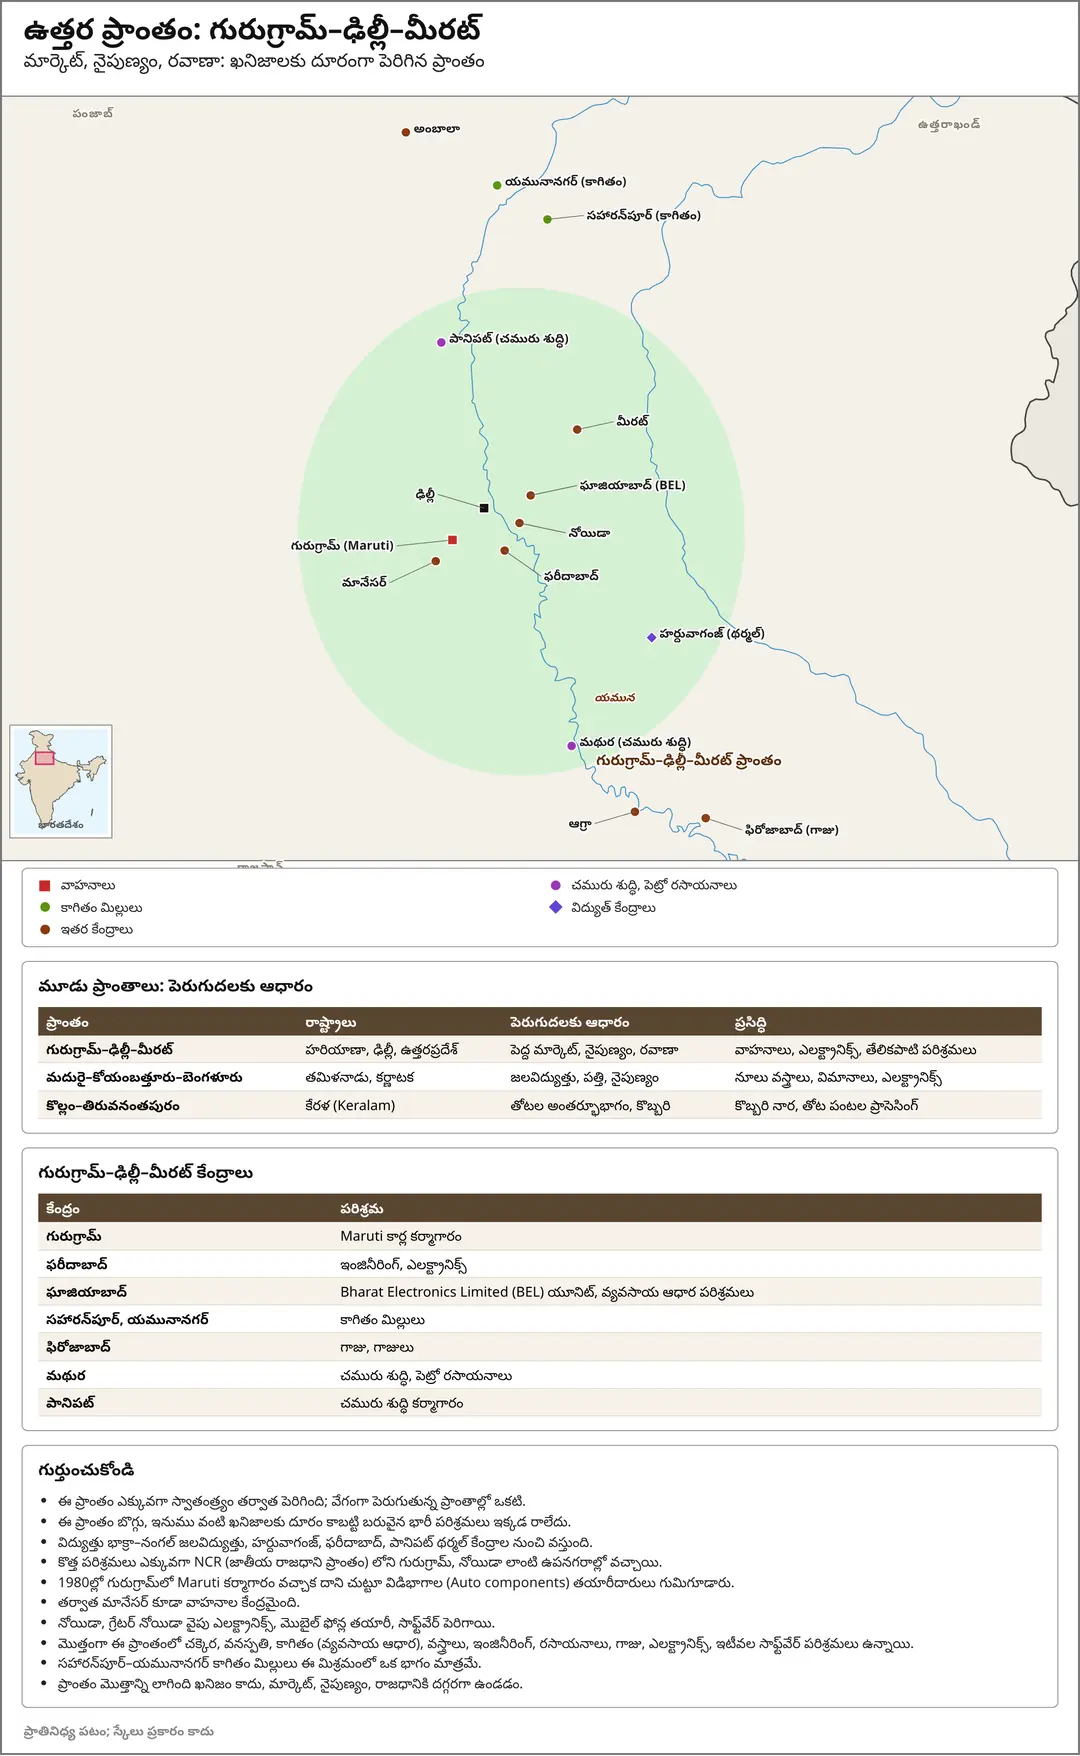 ఉత్తర ప్రాంతం: గురుగ్రామ్–ఢిల్లీ–మీరట్
మార్కెట్, నైపుణ్యం, రవాణా: ఖనిజాలకు దూరంగా పెరిగిన ప్రాంతం
పంజాబ్
ఉత్తరాఖండ్
అంబాలా
యమునానగర్ (కాగితం)
సహారన్‌పూర్ (కాగితం)
పానిపట్ (చమురు శుద్ధి)
మీరట్
ఘాజియాబాద్ (BEL)
ఢిల్లీ
నోయిడా
గురుగ్రామ్ (Maruti)
ఫరీదాబాద్
మానేసర్
హర్దువాగంజ్ (థర్మల్)
యమున
మథుర (చమురు శుద్ధి)
గురుగ్రామ్–ఢిల్లీ–మీరట్ ప్రాంతం
ఆగ్రా
ఫిరోజాబాద్ (గాజు)
భారతదేశం
వాహనాలు
చమురు శుద్ధి, పెట్రో రసాయనాలు
కాగితం మిల్లులు
విద్యుత్ కేంద్రాలు
ఇతర కేంద్రాలు
మూడు ప్రాంతాలు: పెరుగుదలకు ఆధారం
ప్రాంతం రాష్ట్రాలు పెరుగుదలకు ఆధారం ప్రసిద్ధి
గురుగ్రామ్–ఢిల్లీ–మీరట్ హరియాణా, ఢిల్లీ, ఉత్తరప్రదేశ్ పెద్ద మార్కెట్, నైపుణ్యం, రవాణా వాహనాలు, ఎలక్ట్రానిక్స్, తేలికపాటి పరిశ్రమలు
మదురై–కోయంబత్తూరు–బెంగళూరు తమిళనాడు, కర్ణాటక జలవిద్యుత్తు, పత్తి, నైపుణ్యం నూలు వస్త్రాలు, విమానాలు, ఎలక్ట్రానిక్స్
కొల్లం–తిరువనంతపురం కేరళ (Keralam) తోటల అంతర్భూభాగం, కొబ్బరి కొబ్బరి నార, తోట పంటల ప్రాసెసింగ్
గురుగ్రామ్–ఢిల్లీ–మీరట్ కేంద్రాలు
కేంద్రం పరిశ్రమ
గురుగ్రామ్ Maruti కార్ల కర్మాగారం
ఫరీదాబాద్ ఇంజినీరింగ్, ఎలక్ట్రానిక్స్
ఘాజియాబాద్ Bharat Electronics Limited (BEL) యూనిట్, వ్యవసాయ ఆధార పరిశ్రమలు
సహారన్‌పూర్, యమునానగర్ కాగితం మిల్లులు
ఫిరోజాబాద్ గాజు, గాజులు
మథుర చమురు శుద్ధి, పెట్రో రసాయనాలు
పానిపట్ చమురు శుద్ధి కర్మాగారం
గుర్తుంచుకోండి
• ఈ ప్రాంతం ఎక్కువగా స్వాతంత్ర్యం తర్వాత పెరిగింది; వేగంగా పెరుగుతున్న ప్రాంతాల్లో ఒకటి.
• ఈ ప్రాంతం బొగ్గు, ఇనుము వంటి ఖనిజాలకు దూరం కాబట్టి బరువైన భారీ పరిశ్రమలు ఇక్కడ రాలేదు.
• విద్యుత్తు భాక్రా–నంగల్ జలవిద్యుత్తు, హర్దువాగంజ్, ఫరీదాబాద్, పానిపట్ థర్మల్ కేంద్రాల నుంచి వస్తుంది.
• కొత్త పరిశ్రమలు ఎక్కువగా NCR (జాతీయ రాజధాని ప్రాంతం) లోని గురుగ్రామ్, నోయిడా లాంటి ఉపనగరాల్లో వచ్చాయి.
• 1980ల్లో గురుగ్రామ్‌లో Maruti కర్మాగారం వచ్చాక దాని చుట్టూ విడిభాగాల (Auto components) తయారీదారులు గుమిగూడారు.
• తర్వాత మానేసర్ కూడా వాహనాల కేంద్రమైంది.
• నోయిడా, గ్రేటర్ నోయిడా వైపు ఎలక్ట్రానిక్స్, మొబైల్ ఫోన్ల తయారీ, సాఫ్ట్‌వేర్ పెరిగాయి.
• మొత్తంగా ఈ ప్రాంతంలో చక్కెర, వనస్పతి, కాగితం (వ్యవసాయ ఆధార), వస్త్రాలు, ఇంజినీరింగ్, రసాయనాలు, గాజు, ఎలక్ట్రానిక్స్, ఇటీవల సాఫ్ట్‌వేర్ పరిశ్రమలు ఉన్నాయి.
• సహారన్‌పూర్–యమునానగర్ కాగితం మిల్లులు ఈ మిశ్రమంలో ఒక భాగం మాత్రమే.
• ప్రాంతం మొత్తాన్ని లాగింది ఖనిజం కాదు, మార్కెట్, నైపుణ్యం, రాజధానికి దగ్గరగా ఉండడం.
ప్రాతినిధ్య పటం; స్కేలు ప్రకారం కాదు